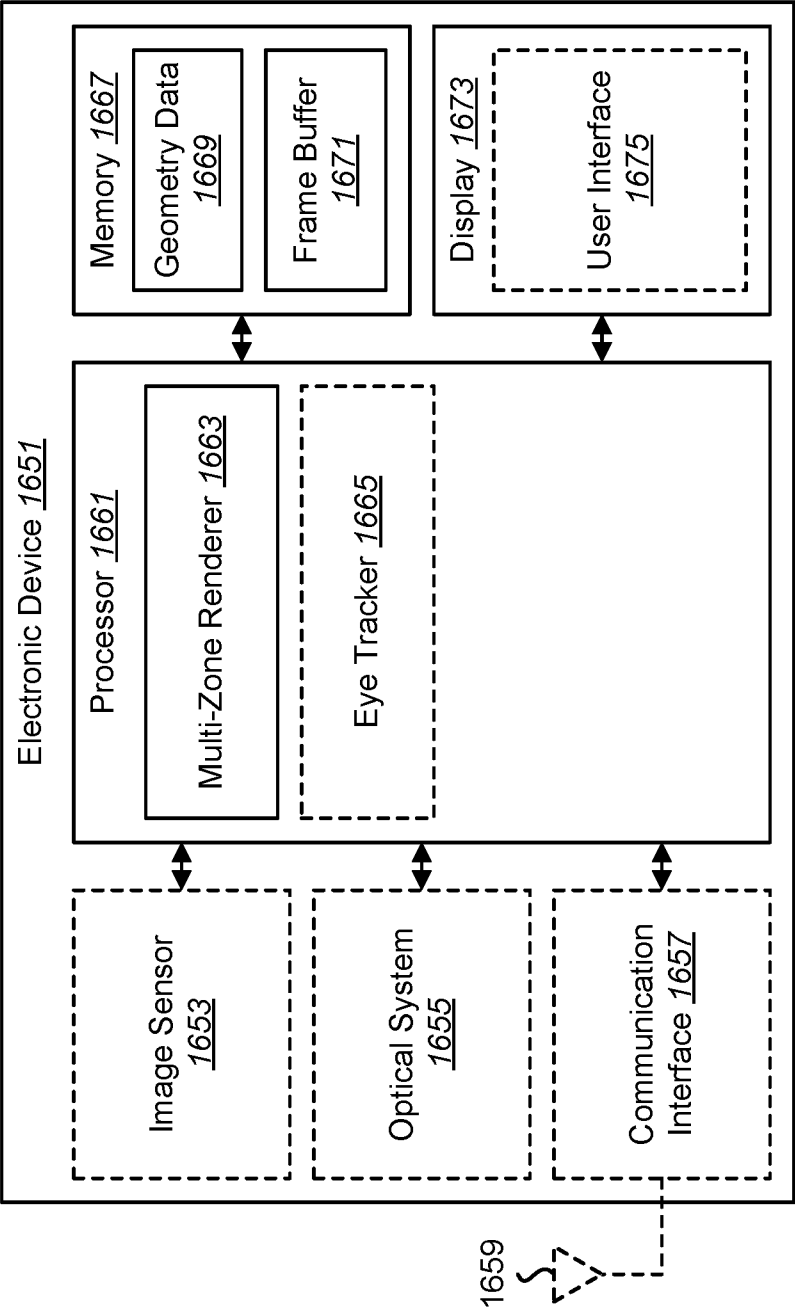 Electronic Device 1651
Image Sensor
1653
Optical System
1655
Communication
Interface 1657
1659
Processor 1661
Multi-Zone Renderer 1663
Eye Tracker 1665
Memory 1667
Geometry Data
1669
Frame Buffer
1671
Display 1673
User Interface
1675